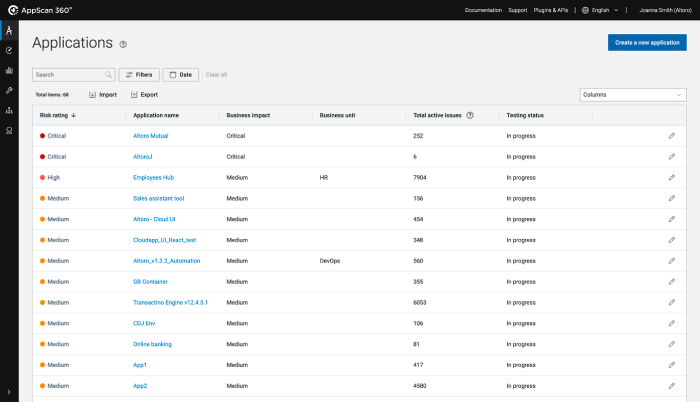 AppScan 360° Documentation Support Plugins & APIs English Joanna Smith (Altoro)
Applications
Create a new application
Search Filters Date Clear all
Total items: 68 Import Export Columns
Risk rating Application name Business impact Business unit Total active issues Testing status
Critical Altoro Mutual Critical 252 In progress
Critical AltoroJ Critical 6 In progress
High Employees Hub Medium HR 7904 In progress
Medium Sales assistant tool Medium 156 In progress
Medium Altoro - Cloud UI Medium 454 In progress
Medium Cloudapp_UI_React_test Medium 348 In progress
Medium Altoro_v1.3.2_Automation Medium DevOps 560 In progress
Medium GB Container Medium 355 In progress
Medium Transactino Engine v12.4.5.1 Medium 6053 In progress
Medium CDJ Env Medium 106 In progress
Medium Online banking Medium 81 In progress
Medium App1 Medium 417 In progress
Medium App2 Medium 4580 In progress